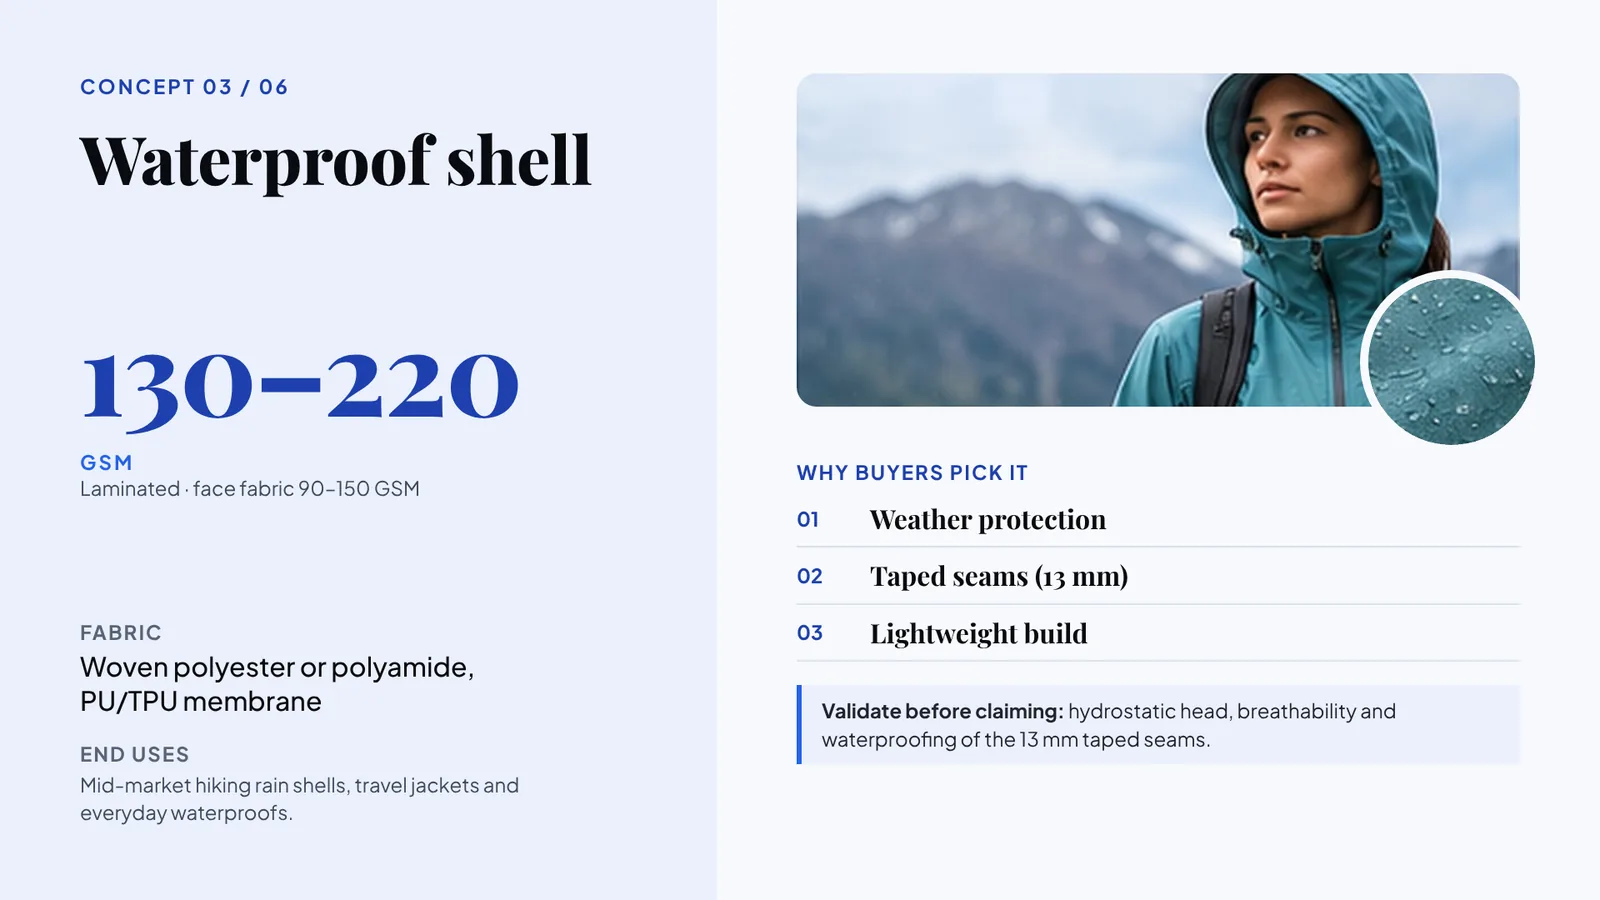 CONCEPT 03 / 06
Waterproof shell
130–220
GSM
Laminated · face fabric 90–150 GSM
FABRIC
Woven polyester or polyamide,
PU/TPU membrane
END USES
Mid-market hiking rain shells, travel jackets and
everyday waterproofs.
WHY BUYERS PICK IT
01 Weather protection
02 Taped seams (13 mm)
03 Lightweight build
Validate before claiming: hydrostatic head, breathability and
waterproofing of the 13 mm taped seams.